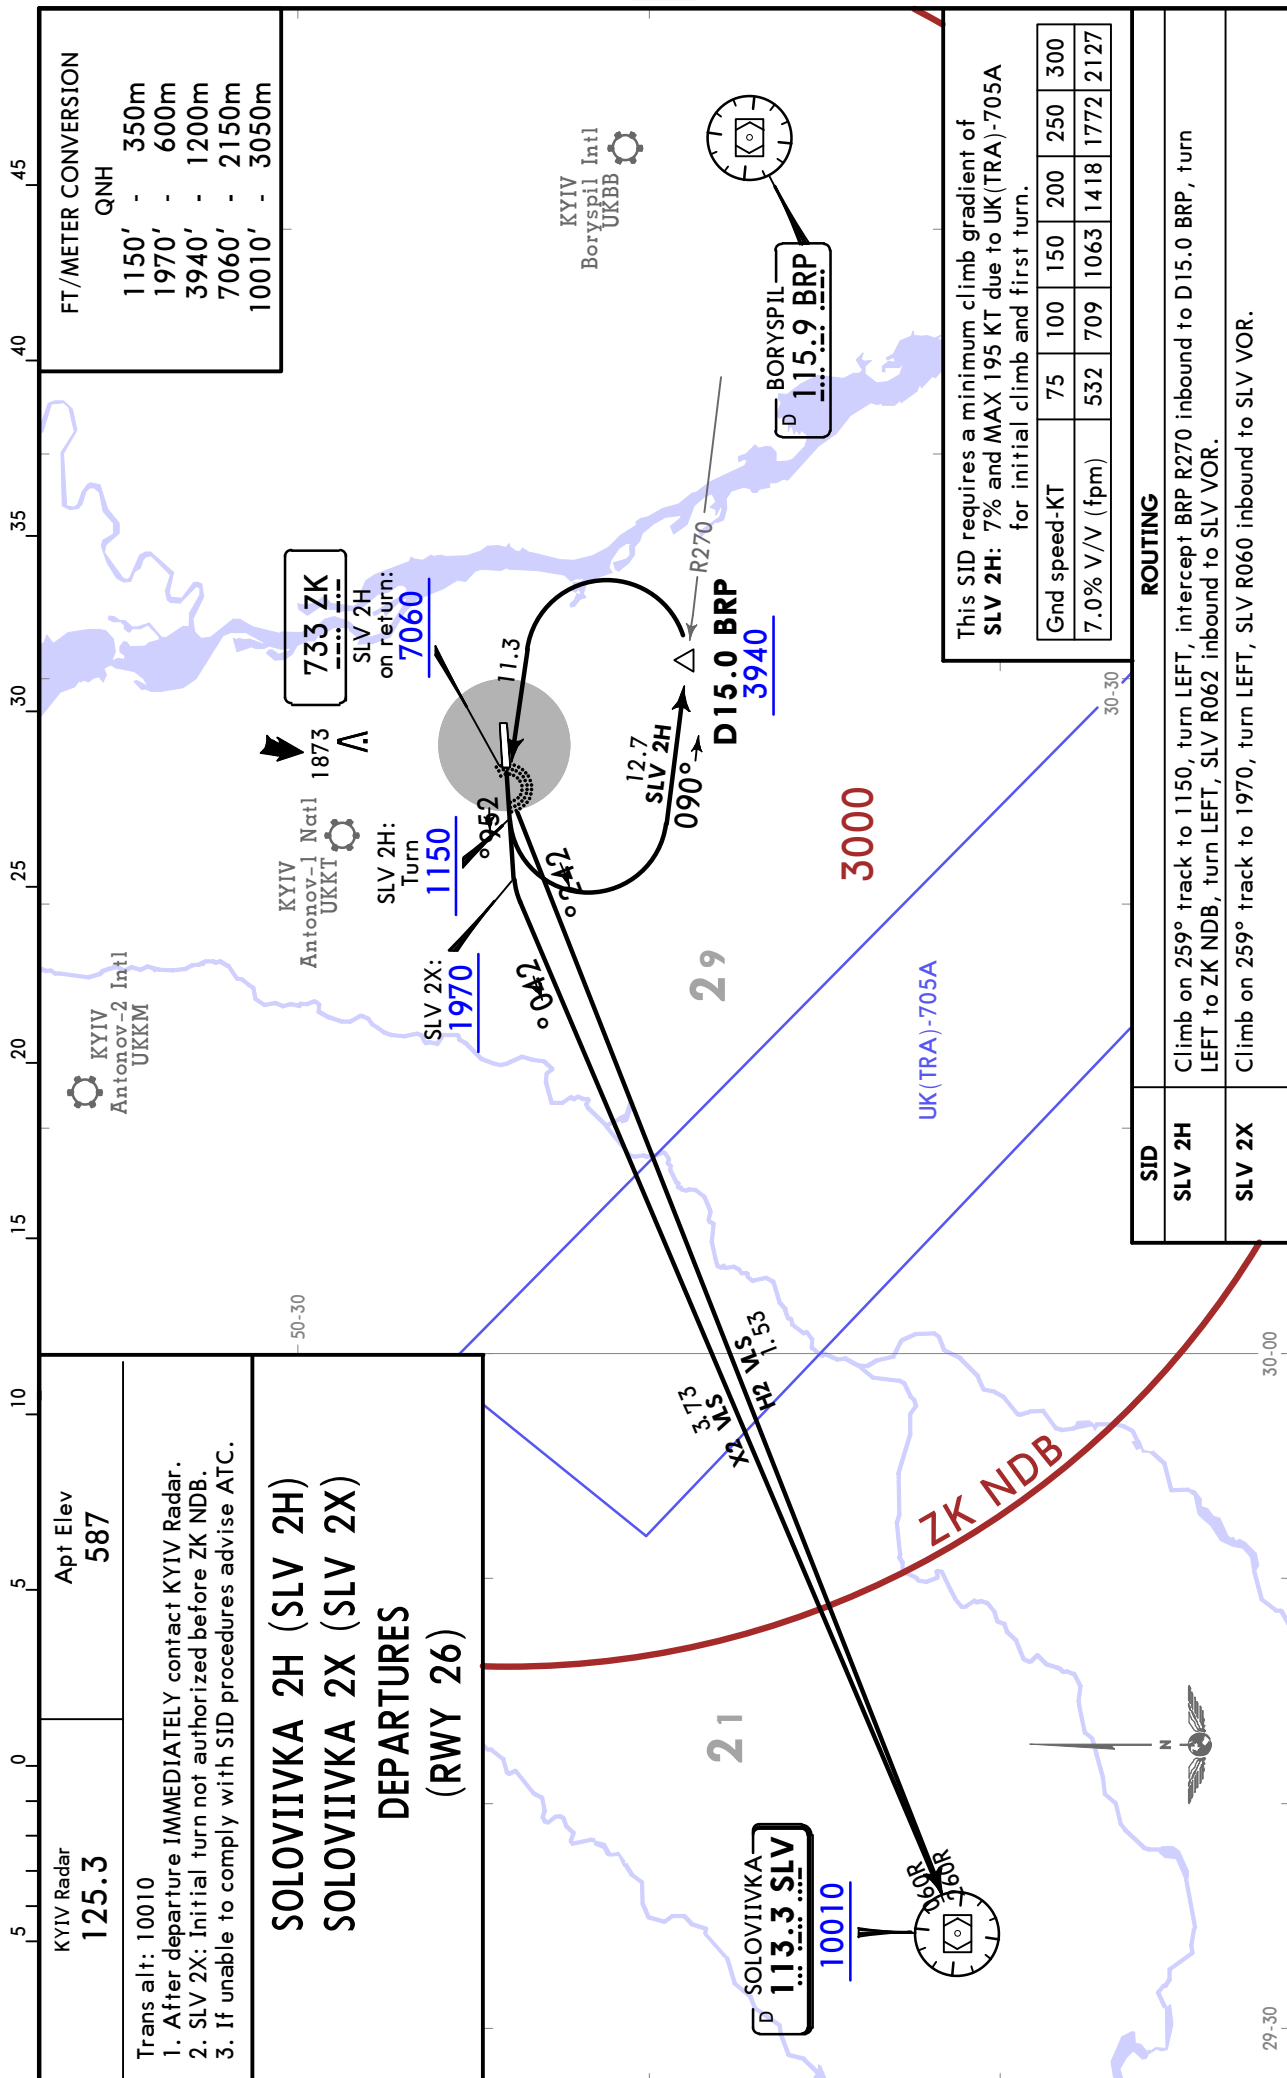 KYIV Radar
125.3
Apt Elev
587
Trans alt: 10010
1. After departure IMMEDIATELY contact KYIV Radar.
2. SLV 2X: Initial turn not authorized before ZK NDB.
3. If unable to comply with SID procedures advise ATC.
SOLOVIIVKA 2H (SLV 2H)
SOLOVIIVKA 2X (SLV 2X)
DEPARTURES
(RWY 26)
5 0 5 10 15 20 25 30 35 40 45
FT/METER CONVERSION
QNH
1150' - 350m
1970' - 600m
3940' - 1200m
7060' - 2150m
10010' - 3050m
KYIV
Antonov-2 Intl
UKKM
KYIV
Antonov-1 Natl
UKKT
1873
733 ZK
SLV 2H
on return:
7060
SLV 2H:
Turn
1150
SLV 2X:
1970
KYIV
Boryspil Intl
UKBB
D BORYSPIL
115.9 BRP
259°
11.3
242°
240°
12.7
SLV 2H
090°
R270
D15.0 BRP
3940
3000
29
21
50-30
UK(TRA)-705A
37.3
SLV 2X
SLV 2H
35.1
ZK NDB
D SOLOVIIVKA
113.3 SLV
10010
R060
R062
N
29-30
30-00
30-30
This SID requires a minimum climb gradient of
SLV 2H: 7% and MAX 195 KT due to UK(TRA)-705A
for initial climb and first turn.
Gnd speed-KT 75 100 150 200 250 300
7.0% V/V (fpm) 532 709 1063 1418 1772 2127
SID ROUTING
SLV 2H Climb on 259° track to 1150, turn LEFT, intercept BRP R270 inbound to D15.0 BRP, turn
LEFT to ZK NDB, turn LEFT, SLV R062 inbound to SLV VOR.
SLV 2X Climb on 259° track to 1970, turn LEFT, SLV R060 inbound to SLV VOR.